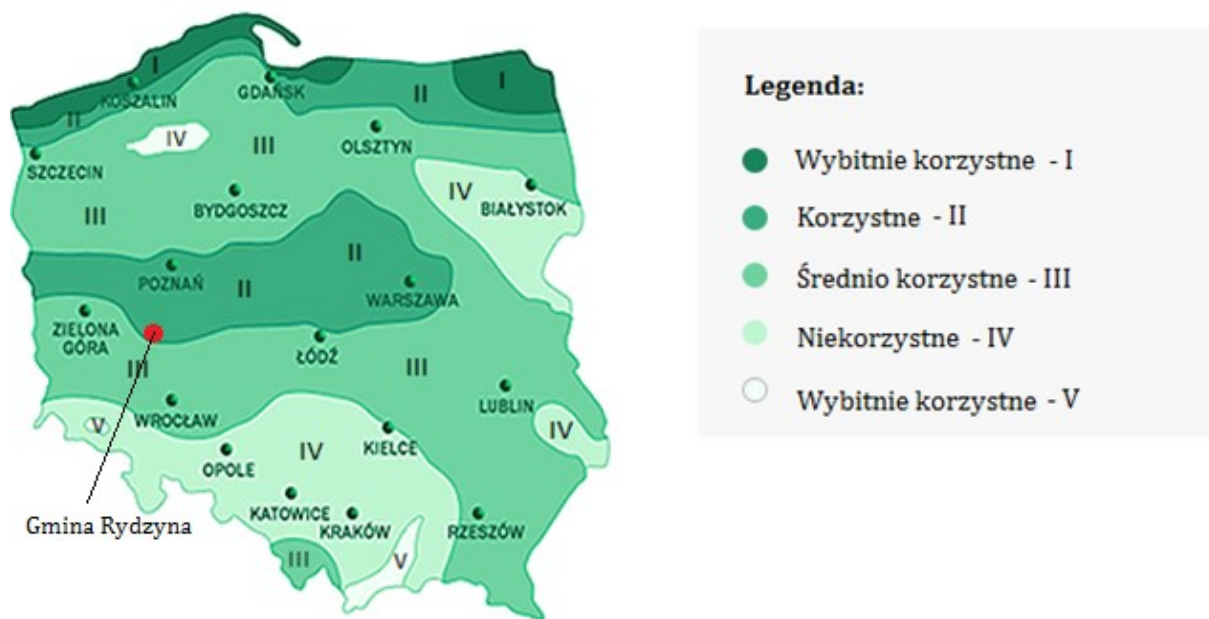 I
KOSZALIN
GDAŃSK
II
I
II
IV
III
OLSZTYN
SZCZECIN
IV
BIAŁYSTOK
III
BYDGOSZCZ
II
POZNAŃ
II
WARSZAWA
ZIELONA
GÓRA
ŁÓDŹ
III
III
LUBLIN
WROCŁAW
V
IV
KIELCE
IV
OPOLE
KATOWICE
KRAKÓW
RZESZÓW
Gmina Rydzyna
III
V
Legenda:
Wybitnie korzystne - I
Korzystne - II
Średnio korzystne - III
Niekorzystne - IV
Wybitnie korzystne - V